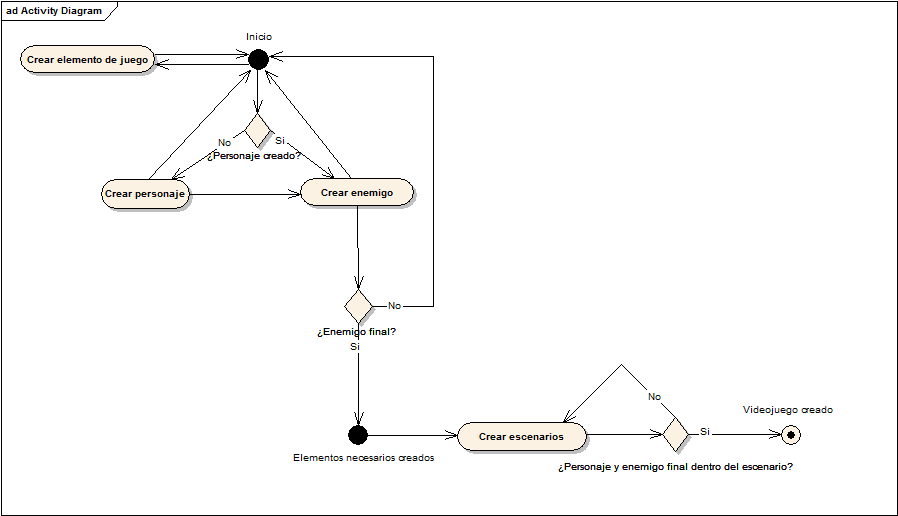 ad Activity Diagram
Inicio
Crear elemento de juego
No
Si
¿Personaje creado?
Crear personaje
Crear enemigo
No
¿Enemigo final?
Si
No
Videojuego creado
Crear escenarios
Si
Elementos necesarios creados
¿Personaje y enemigo final dentro del escenario?